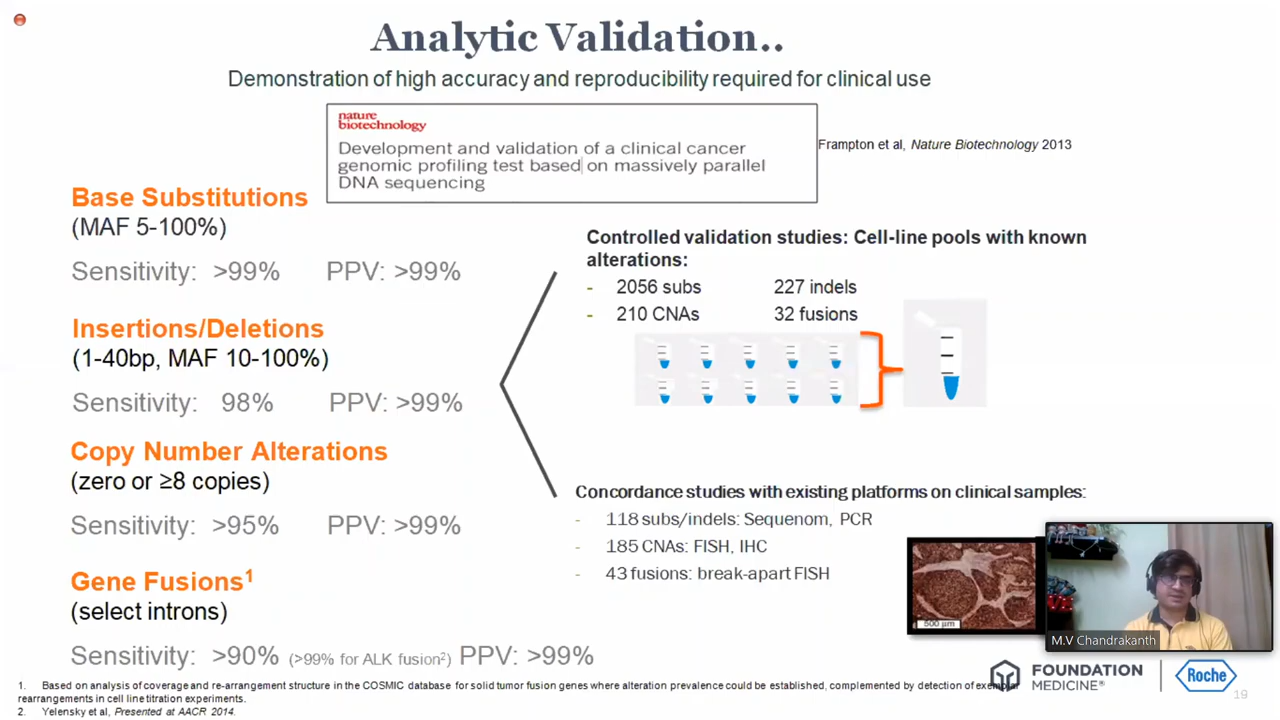 Analytic Validation..
Demonstration of high accuracy and reproducibility required for clinical use
nature
biotechnology
Development and validation of a clinical cancer
genomic profiling test based on massively parallel
DNA sequencing
Frampton et al, Nature Biotechnology 2013
Base Substitutions
(MAF 5-100%)
Sensitivity: >99% PPV: >99%
Insertions/Deletions
(1-40bp, MAF 10-100%)
Sensitivity: 98% PPV: >99%
Copy Number Alterations
(zero or ≥8 copies)
Sensitivity: >95% PPV: >99%
Gene Fusions¹
(select introns)
Sensitivity: >90% (>99% for ALK fusion²) PPV: >99%
Controlled validation studies: Cell-line pools with known
alterations:
- 2056 subs 227 indels
- 210 CNAs 32 fusions
Concordance studies with existing platforms on clinical samples:
- 118 subs/indels: Sequenom, PCR
- 185 CNAs: FISH, IHC
- 43 fusions: break-apart FISH
500 µm
M.V Chandrakanth
1. Based on analysis of coverage and re-arrangement structure in the COSMIC database for solid tumor fusion genes where alteration prevalence could be established, complemented by detection of
rearrangements in cell line titration experiments.
2. Yelensky et al, Presented at AACR 2014.
FOUNDATION
MEDICINE®
Roche
19